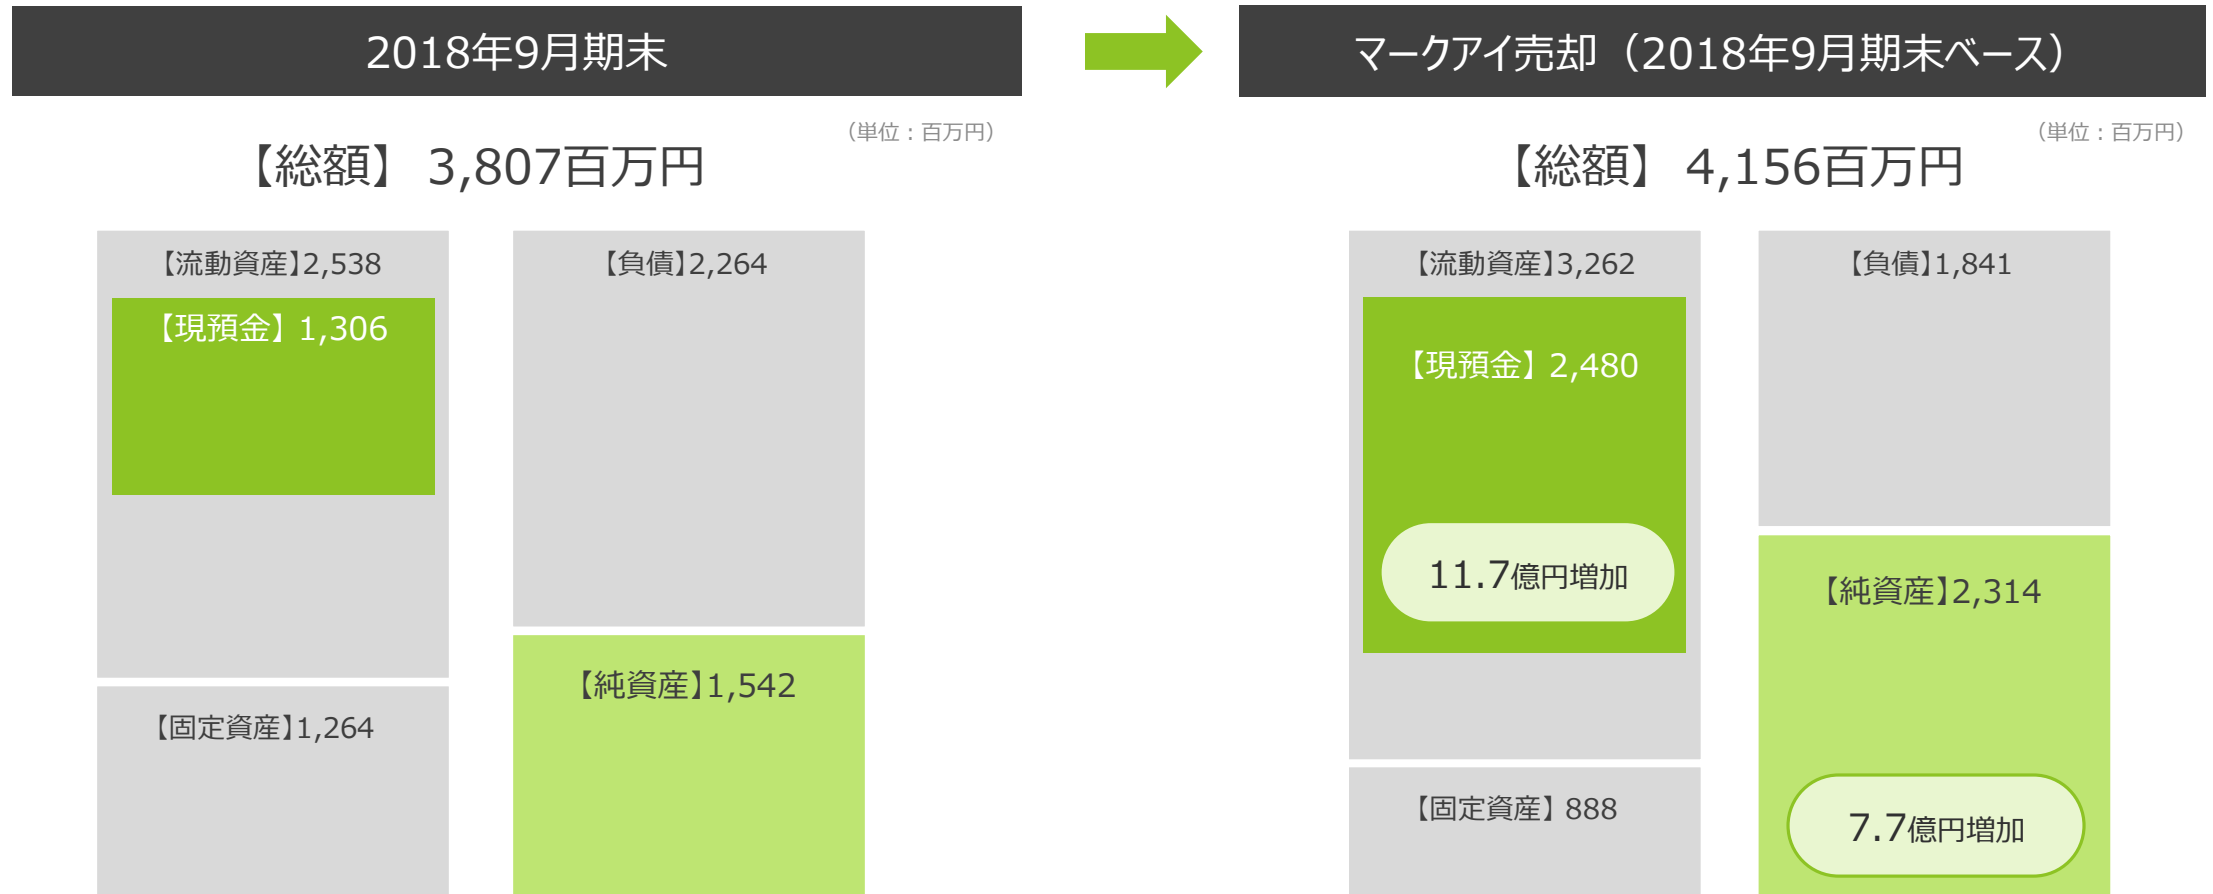 2018年9月期末
（単位：百万円）
【総額】 3,807百万円
【流動資産】2,538
【現預金】1,306
【固定資産】1,264
【負債】2,264
【純資産】1,542
マークアイ売却（2018年9月期末ベース）
（単位：百万円）
【総額】 4,156百万円
【流動資産】3,262
【現預金】2,480
11.7億円増加
【固定資産】888
【負債】1,841
【純資産】2,314
7.7億円増加